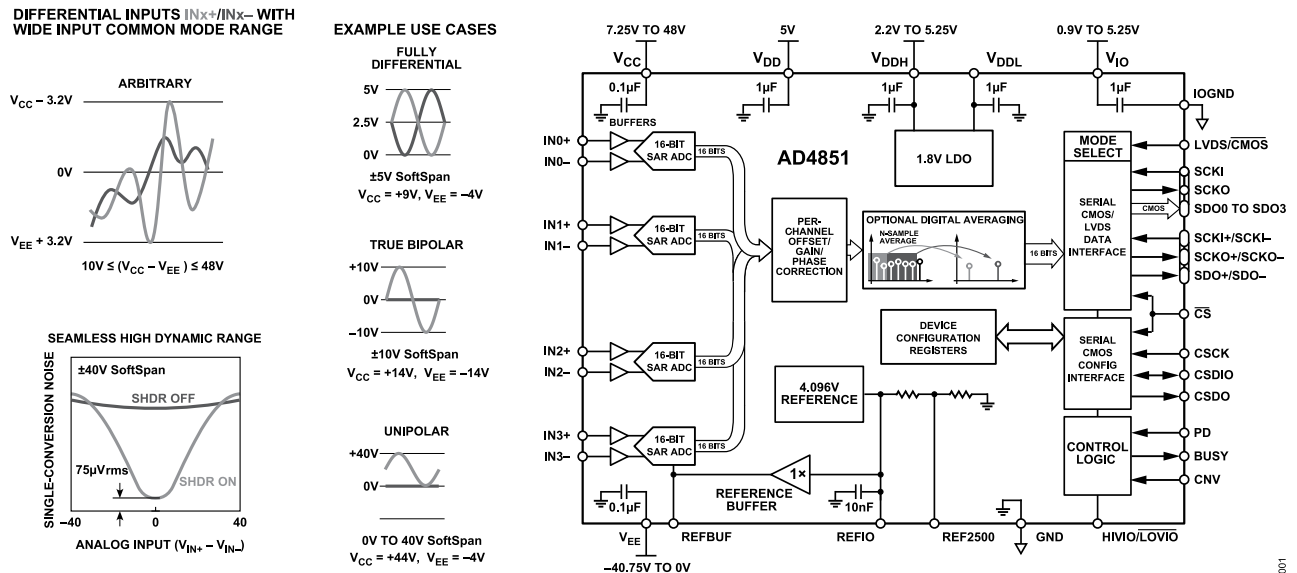 DIFFERENTIAL INPUTS INx+/INx– WITH
WIDE INPUT COMMON MODE RANGE
ARBITRARY
VCC – 3.2V
0V
VEE + 3.2V
10V ≤ (VCC – VEE ) ≤ 48V
SEAMLESS HIGH DYNAMIC RANGE
SINGLE-CONVERSION NOISE
±40V SoftSpan
SHDR OFF
75µVrms
SHDR ON
–40
0
40
ANALOG INPUT (VIN+ – VIN–)
EXAMPLE USE CASES
FULLY
DIFFERENTIAL
5V
2.5V
0V
±5V SoftSpan
VCC = +9V, VEE = –4V
TRUE BIPOLAR
+10V
0V
–10V
±10V SoftSpan
VCC = +14V, VEE = –14V
UNIPOLAR
+40V
0V
0V TO 40V SoftSpan
VCC = +44V, VEE = –4V
7.25V TO 48V
5V
2.2V TO 5.25V
0.9V TO 5.25V
VCC
VDD
VDDH
VDDL
VIO
0.1µF
1µF
1µF
1µF
1µF
IOGND
BUFFERS
IN0+
IN0–
16-BIT
SAR ADC
16 BITS
IN1+
IN1–
16-BIT
SAR ADC
16 BITS
IN2+
IN2–
16-BIT
SAR ADC
16 BITS
IN3+
IN3–
16-BIT
SAR ADC
16 BITS
AD4851
1.8V LDO
PER-
CHANNEL
OFFSET/
GAIN/
PHASE
CORRECTION
OPTIONAL DIGITAL AVERAGING
N-SAMPLE
AVERAGE
16 BITS
MODE
SELECT
SERIAL
CMOS/
LVDS
DATA
INTERFACE
CMOS
LVDS/CMOS
SCKI
SCKO
SDO0 TO SDO3
SCKI+/SCKI–
SCKO+/SCKO–
SDO+/SDO–
CS
DEVICE
CONFIGURATION
REGISTERS
SERIAL
CMOS
CONFIG
INTERFACE
CSCK
CSDIO
CSDO
4.096V
REFERENCE
CONTROL
LOGIC
PD
BUSY
CNV
1×
REFERENCE
BUFFER
0.1µF
10nF
VEE
REFBUF
REFIO
REF2500
GND
HIVIO/LOVIO
–40.75V TO 0V
001